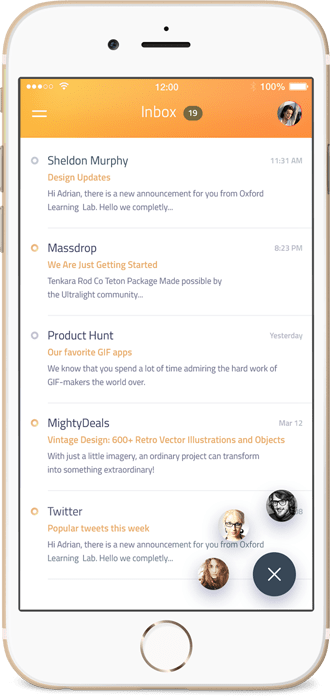 12:00
100%
Inbox 19
Sheldon Murphy 11:31 AM
Design Updates
Hi Adrian, there is a new announcement for you from Oxford
Learning Lab. Hello we completly...
Massdrop 8:23 PM
We Are Just Getting Started
Tenkara Rod Co Teton Package Made possible by
the Ultralight community...
Product Hunt Yesterday
Our favorite GIF apps
We know that you spend a lot of time admiring the hard work of
GIF-makers the world over.
MightyDeals Mar 12
Vintage Design: 600+ Retro Vector Illustrations and Objects
With just a little imagery, an ordinary project can transform
into something extraordinary!
Twitter
Popular tweets this week
Hi Adrian, there is a new announcement for you from Oxford
Learning Lab. Hello we completly...